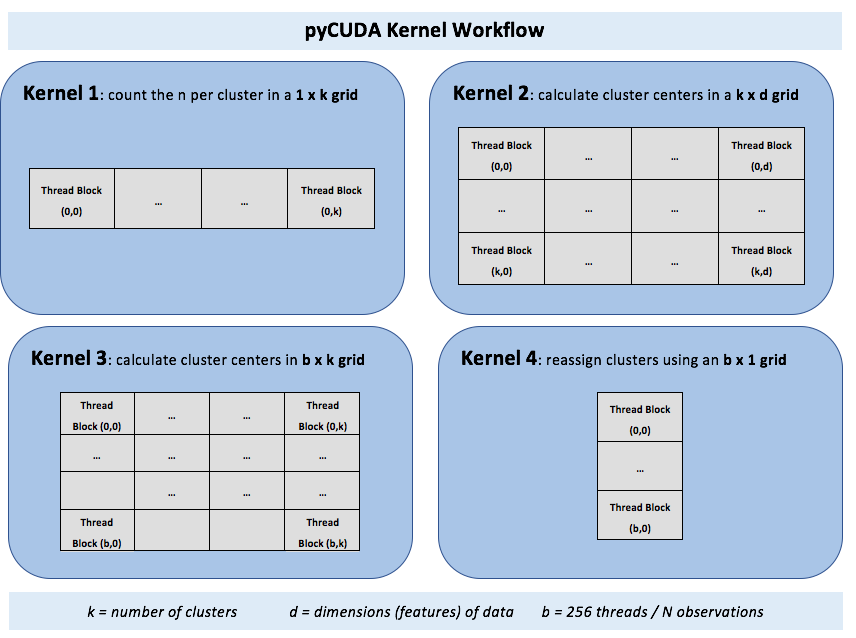 pyCUDA Kernel Workflow
Kernel 1: count the n per cluster in a 1 x k grid
Thread Block
(0,0)
...
...
Thread Block
(0,k)
Kernel 2: calculate cluster centers in a k x d grid
Thread Block
(0,0)
...
...
Thread Block
(0,d)
...
...
...
...
Thread Block
(k,0)
...
...
Thread Block
(k,d)
Kernel 3: calculate cluster centers in b x k grid
Thread
Block (0,0)
...
...
Thread
Block (0,k)
...
...
...
...
...
...
...
Thread
Block (b,0)
Thread
Block (b,k)
Kernel 4: reassign clusters using an b x 1 grid
Thread Block
(0,0)
...
Thread Block
(b,0)
k = number of clusters d = dimensions (features) of data b = 256 threads / N observations